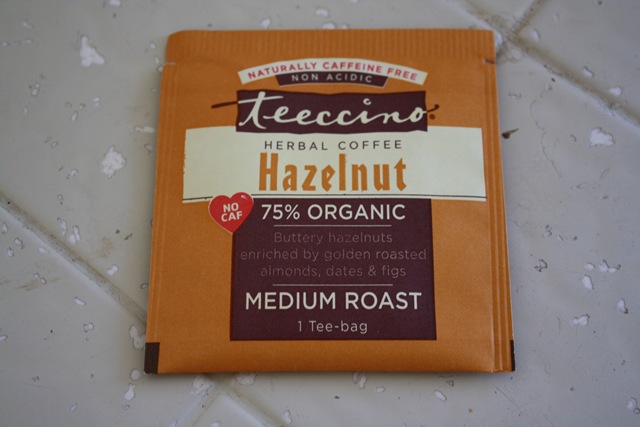 NATURALLY CAFFEINE FREE
NON ACIDIC
teeccino
HERBAL COFFEE
Hazelnut
NO
CAF
75% ORGANIC
Buttery hazelnuts
enriched by golden roasted
almonds, dates & figs
MEDIUM ROAST
1 Tee-bag